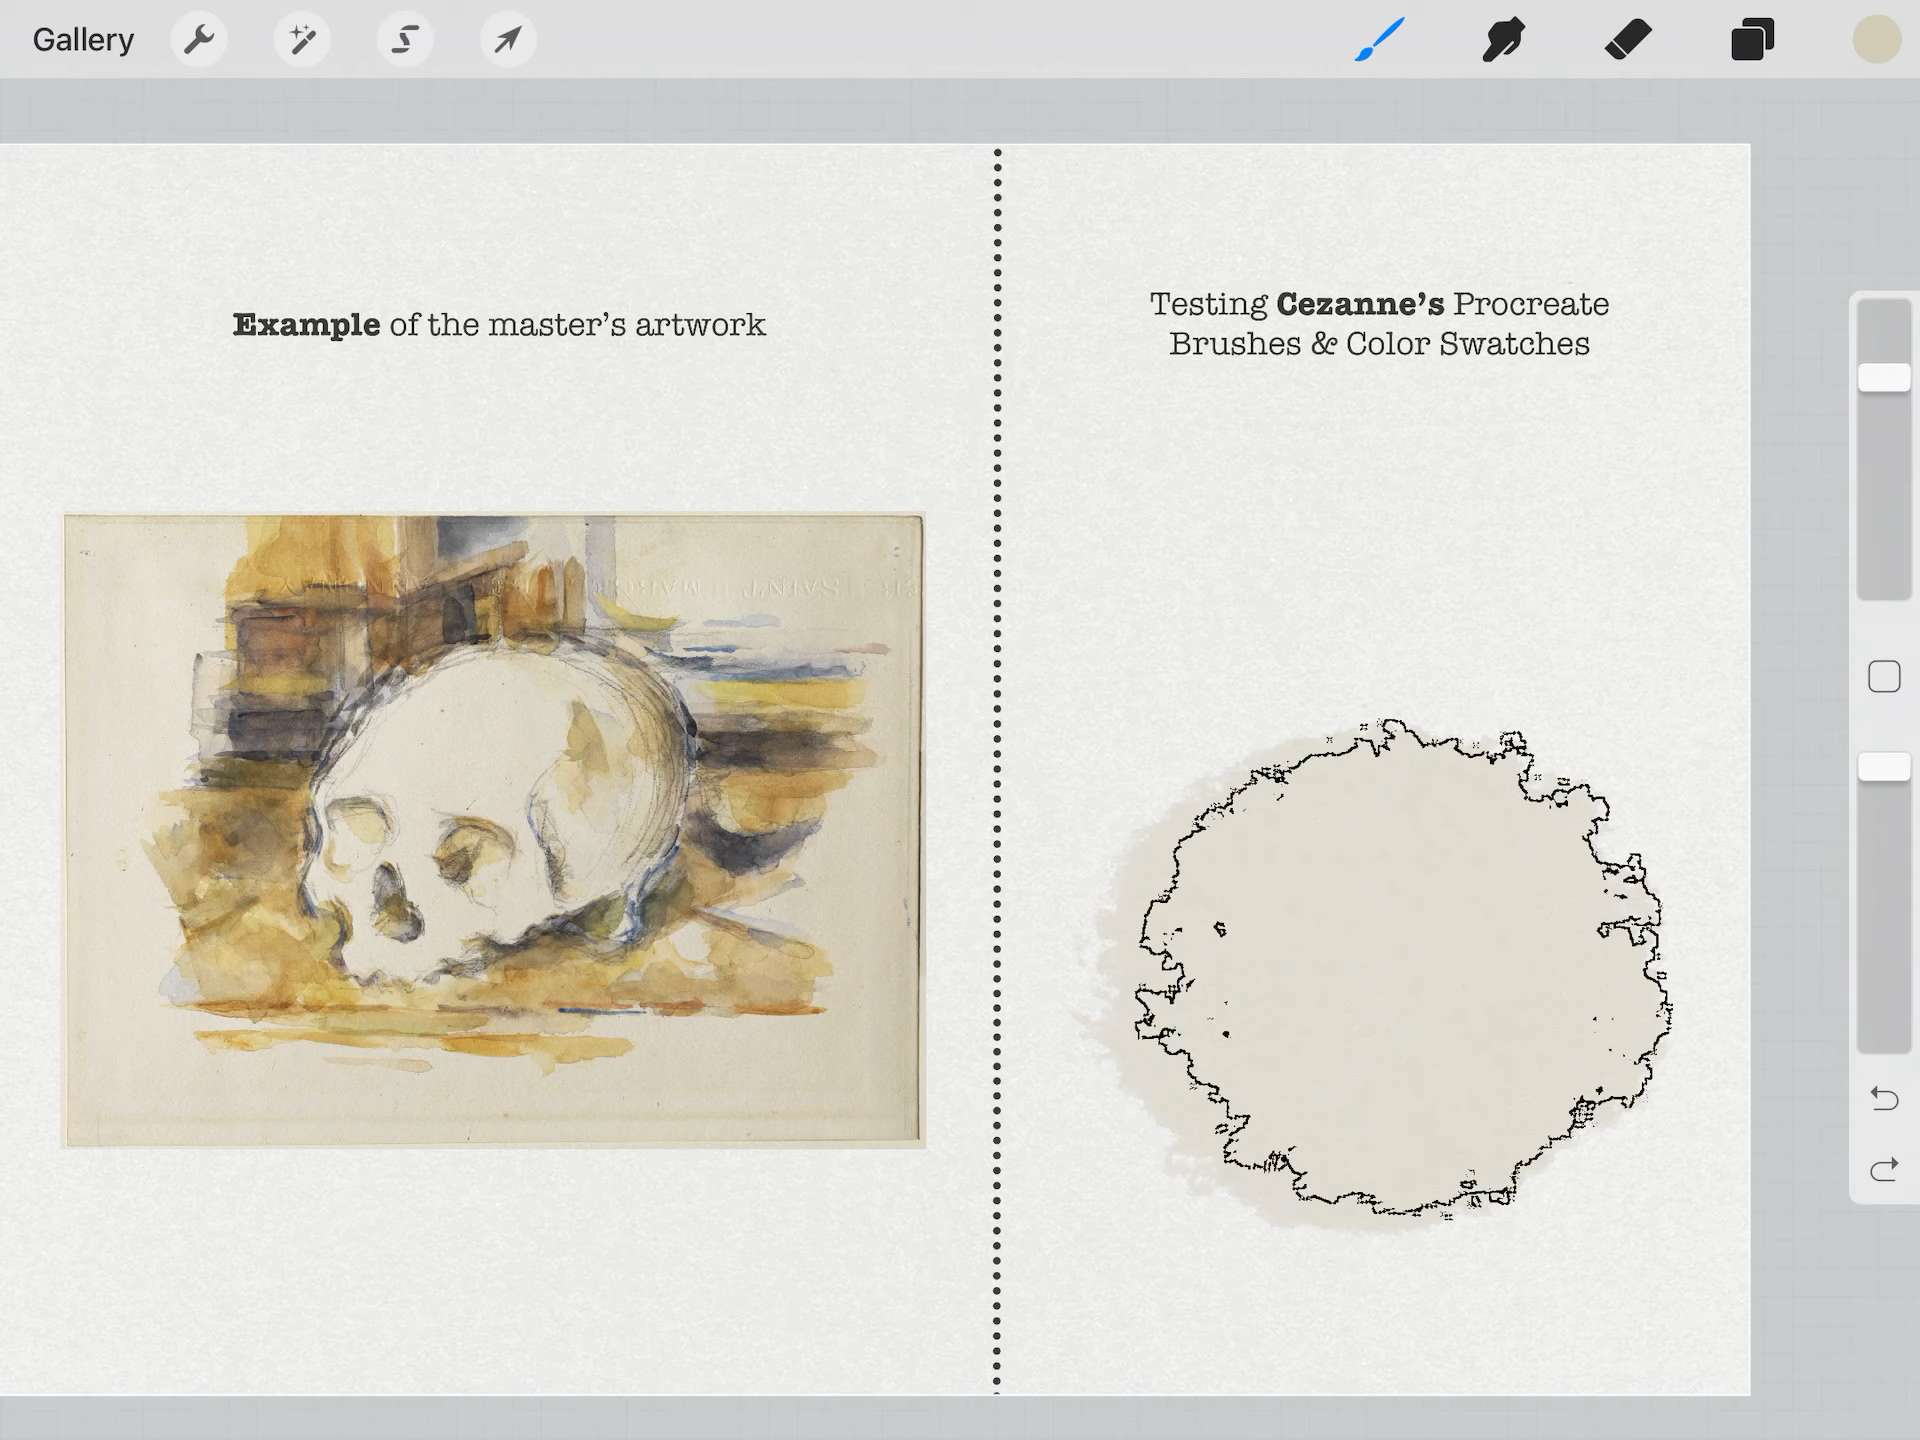 Gallery
Example of the master's artwork
Testing Cezanne's Procreate
Brushes & Color Swatches